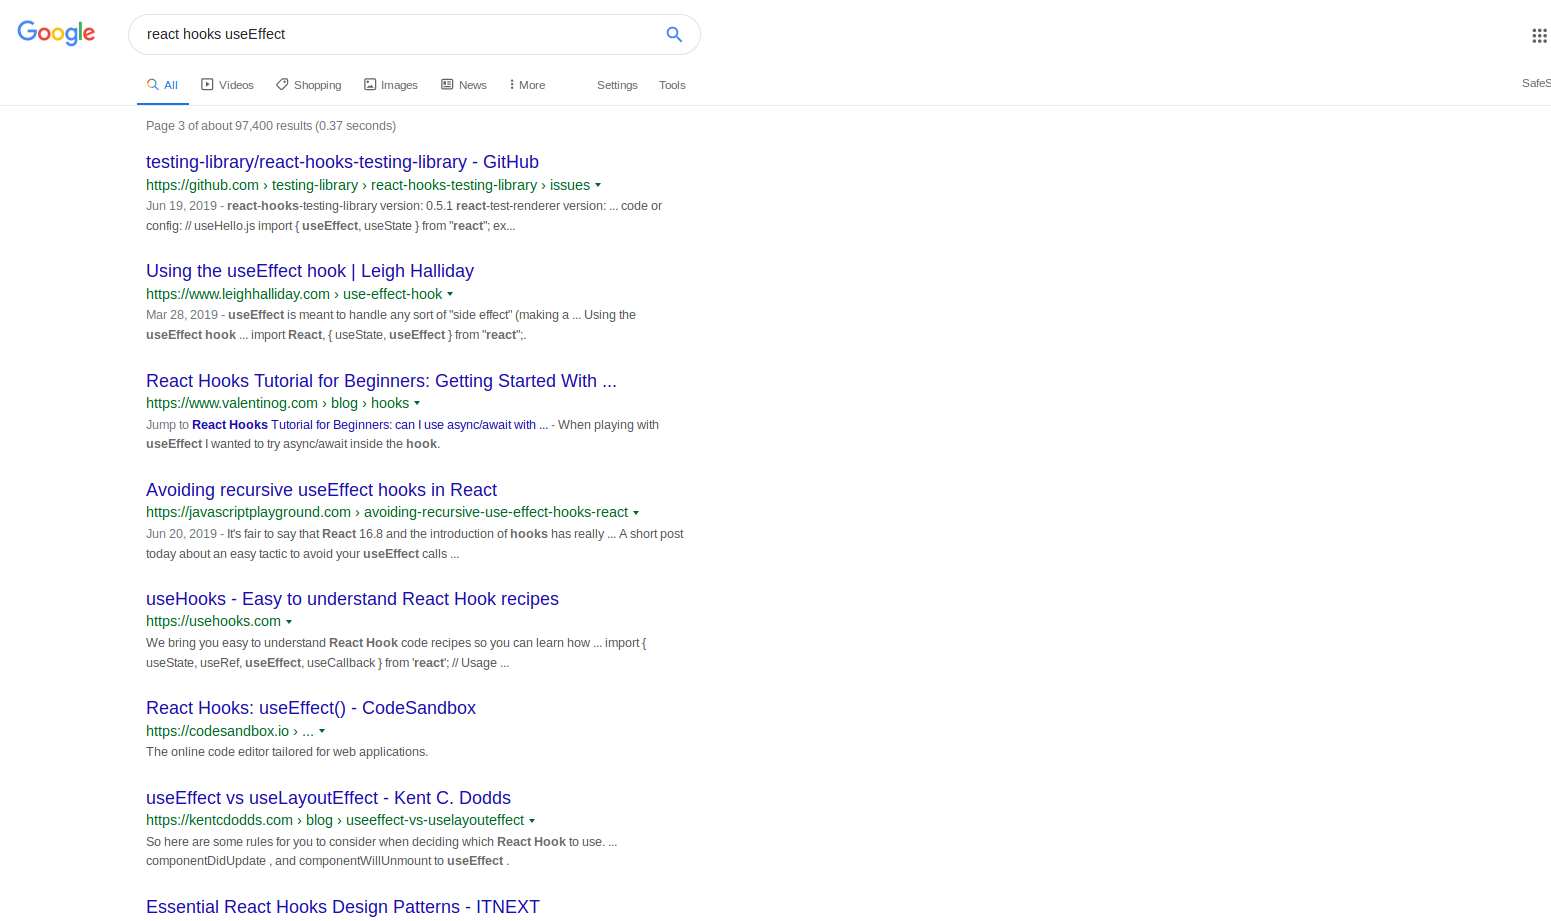 Google
react hooks useEffect
All Videos Shopping Images News More Settings Tools SafeS
Page 3 of about 97,400 results (0.37 seconds)
testing-library/react-hooks-testing-library - GitHub
https://github.com › testing-library › react-hooks-testing-library › issues
Jun 19, 2019 - react-hooks-testing-library version: 0.5.1 react-test-renderer version: ... code or
config: // useHello.js import { useEffect, useState } from "react"; ex...
Using the useEffect hook | Leigh Halliday
https://www.leighhalliday.com › use-effect-hook
Mar 28, 2019 - useEffect is meant to handle any sort of "side effect" (making a ... Using the
useEffect hook ... import React, { useState, useEffect } from "react";.
React Hooks Tutorial for Beginners: Getting Started With ...
https://www.valentinog.com › blog › hooks
Jump to React Hooks Tutorial for Beginners: can I use async/await with ... - When playing with
useEffect I wanted to try async/await inside the hook.
Avoiding recursive useEffect hooks in React
https://javascriptplayground.com › avoiding-recursive-use-effect-hooks-react
Jun 20, 2019 - It's fair to say that React 16.8 and the introduction of hooks has really ... A short post
today about an easy tactic to avoid your useEffect calls ...
useHooks - Easy to understand React Hook recipes
https://usehooks.com
We bring you easy to understand React Hook code recipes so you can learn how ... import {
useState, useRef, useEffect, useCallback } from 'react'; // Usage ...
React Hooks: useEffect() - CodeSandbox
https://codesandbox.io › ...
The online code editor tailored for web applications.
useEffect vs useLayoutEffect - Kent C. Dodds
https://kentcdodds.com › blog › useeffect-vs-uselayouteffect
So here are some rules for you to consider when deciding which React Hook to use. ...
componentDidUpdate , and componentWillUnmount to useEffect .
Essential React Hooks Design Patterns - ITNEXT